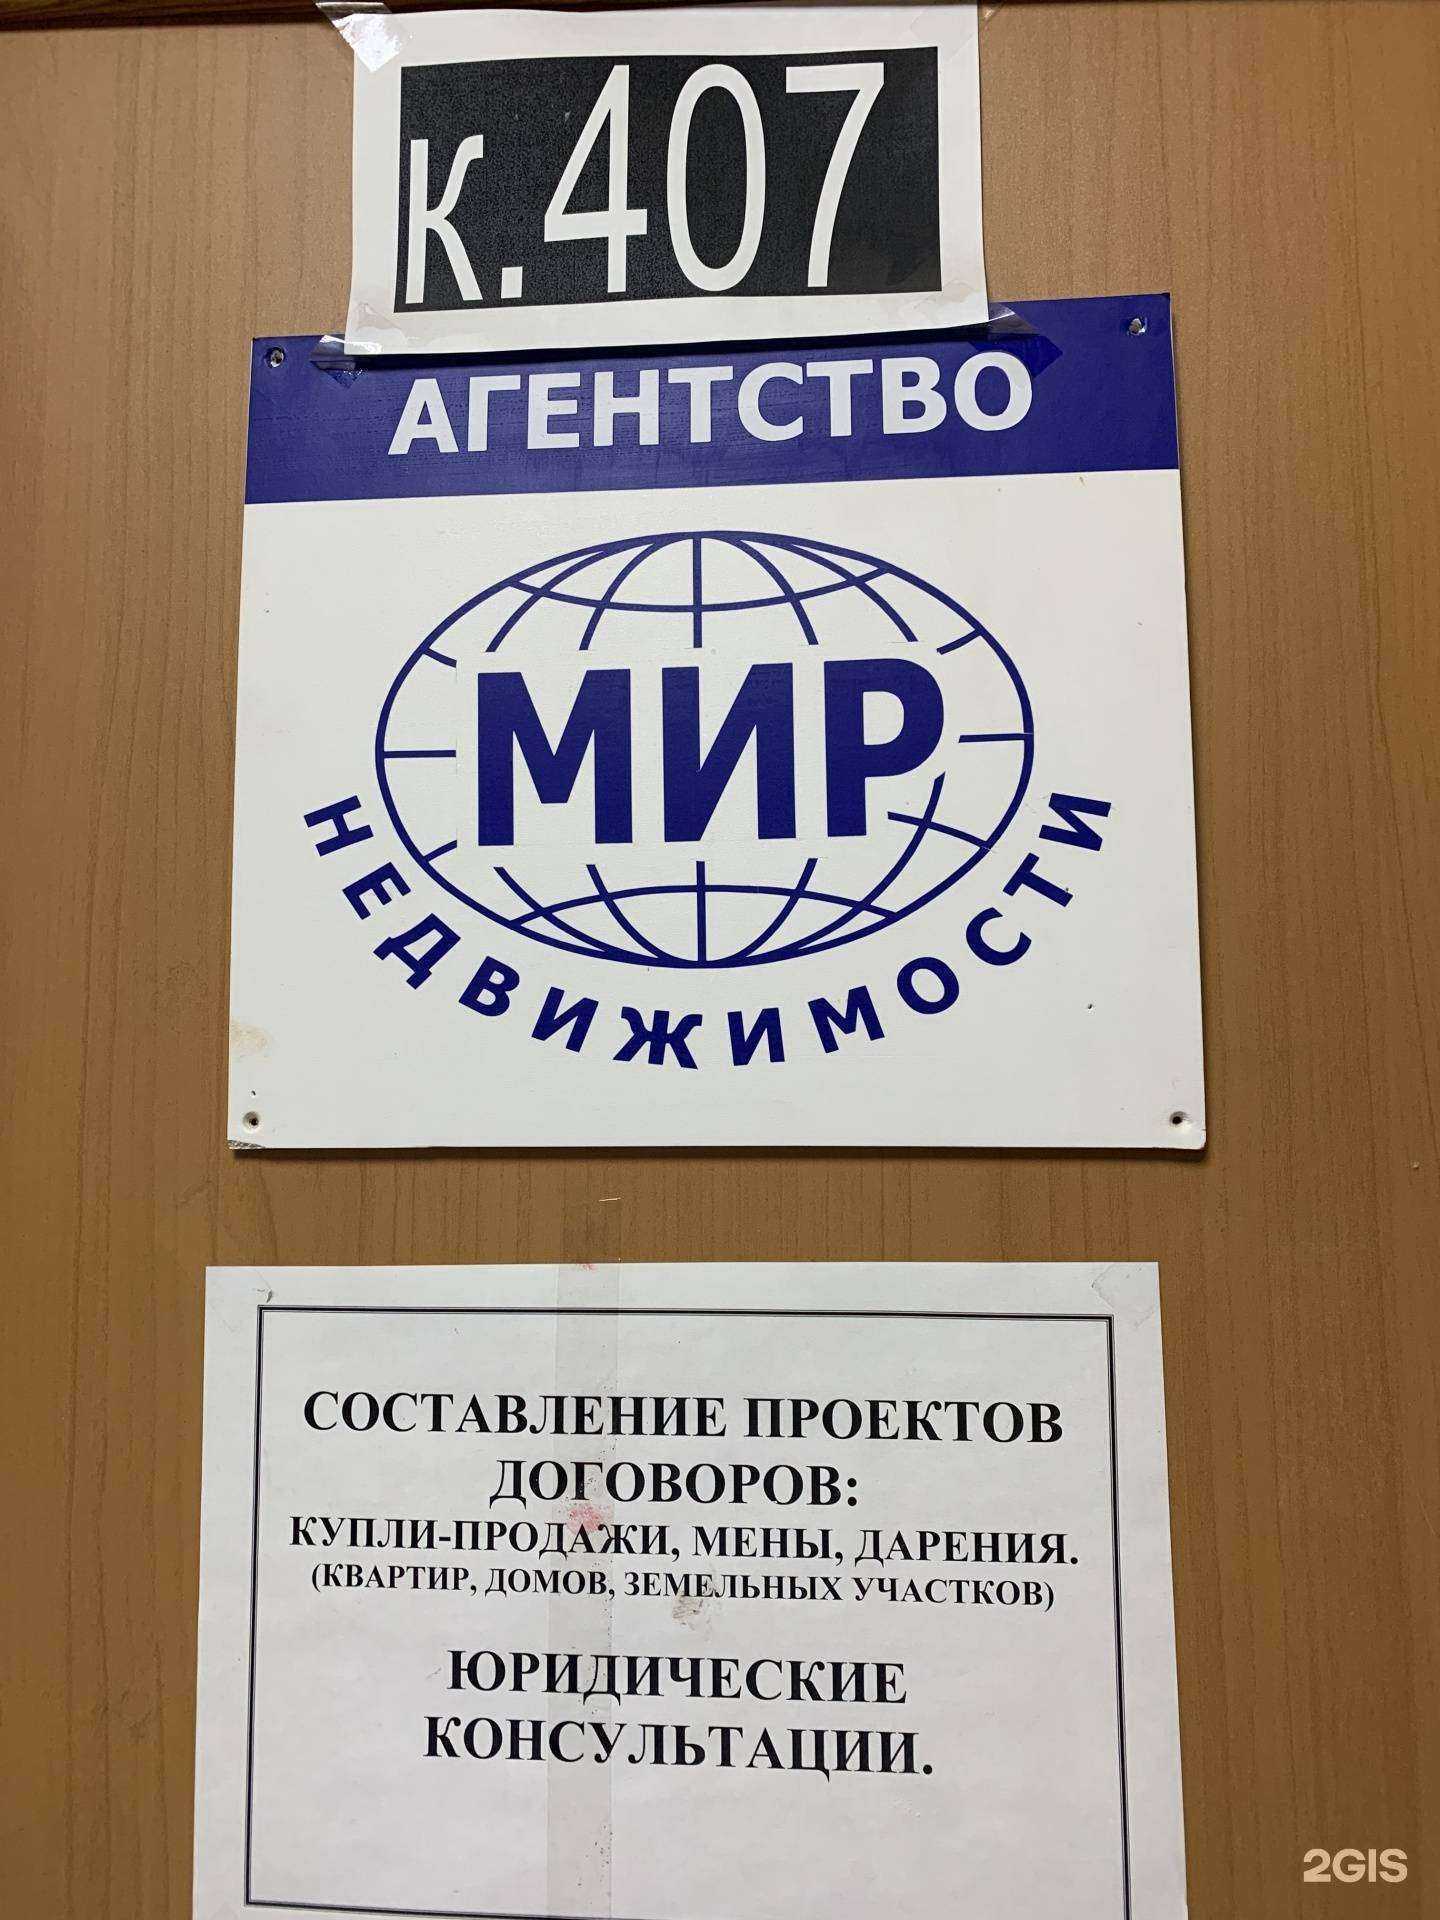 к.407
АГЕНТСТВО
МИР
НЕДВИЖИМОСТИ
СОСТАВЛЕНИЕ ПРОЕКТОВ
ДОГОВОРОВ:
КУПЛИ-ПРОДАЖИ, МЕНЫ, ДАРЕНИЯ.
(КВАРТИР, ДОМОВ, ЗЕМЕЛЬНЫХ УЧАСТКОВ)
ЮРИДИЧЕСКИЕ
КОНСУЛЬТАЦИИ.
2GIS